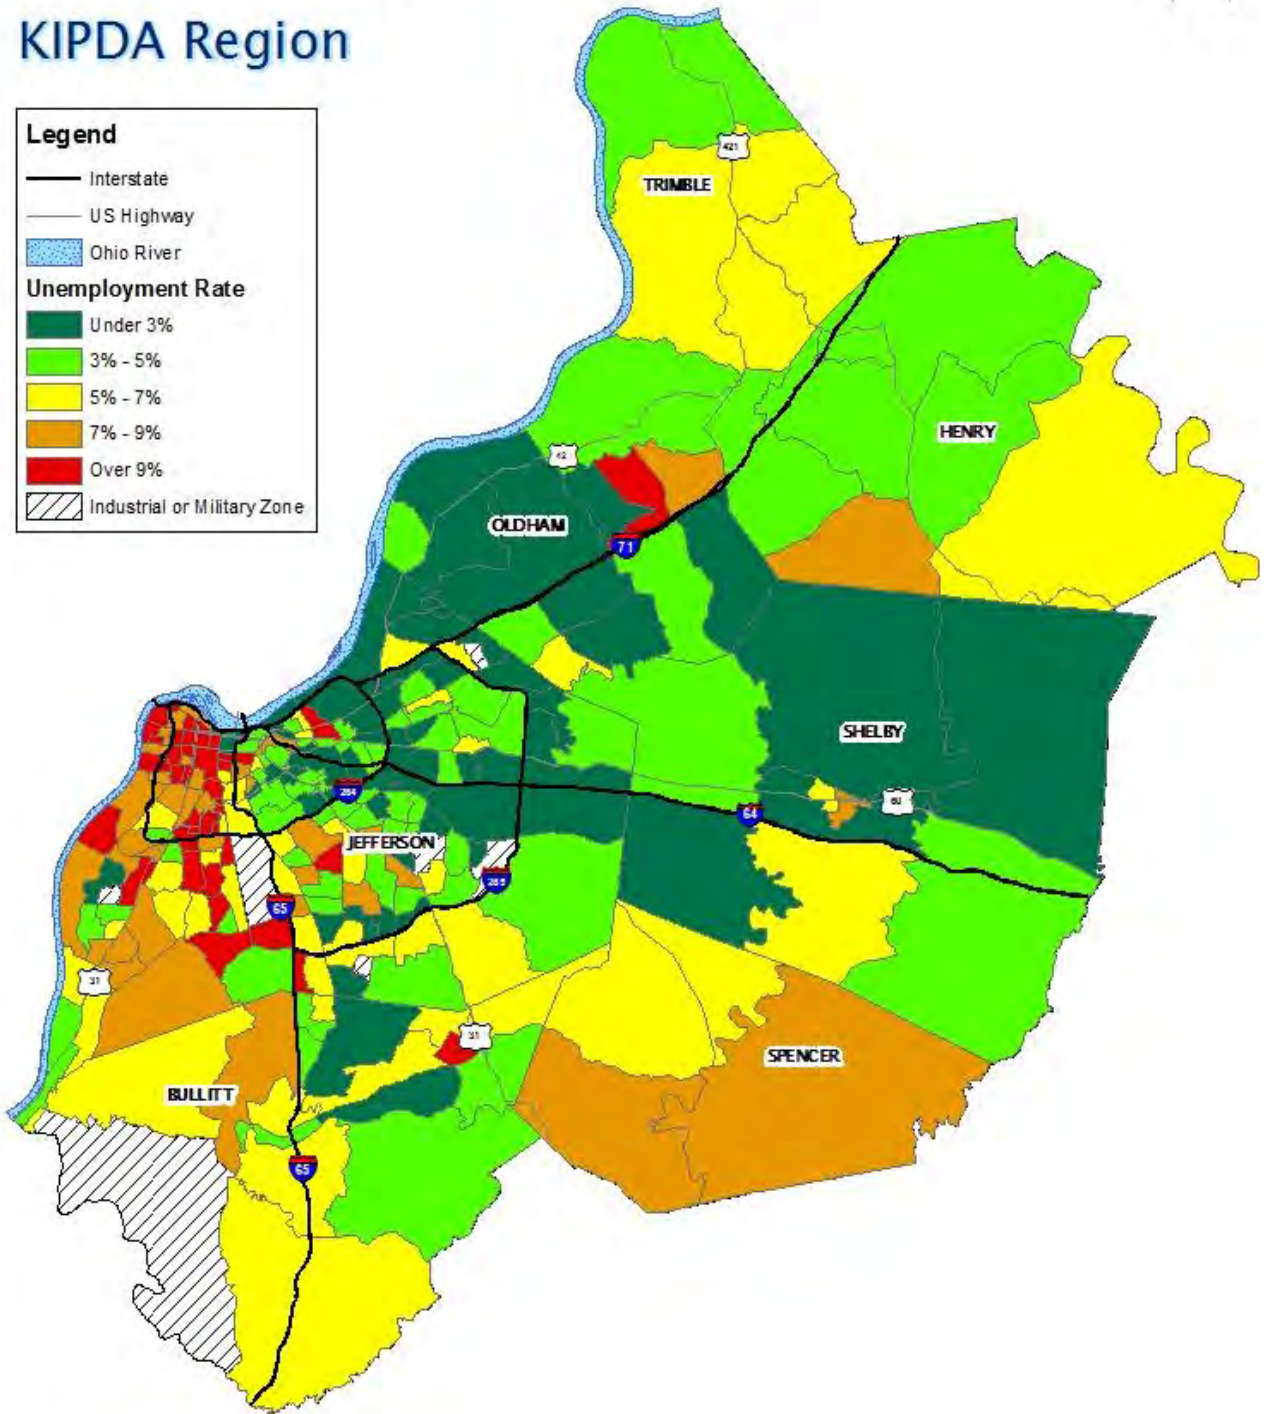 KIPDA Region
Legend
Interstate
US Highway
Ohio River
Unemployment Rate
Under 3%
3% - 5%
5% - 7%
7% - 9%
Over 9%
Industrial or Military Zone
421
TRIMBLE
HENRY
42
OLDHAM
71
SHELBY
60
64
264
JEFFERSON
265
65
31
31
SPENCER
BULLITT
65